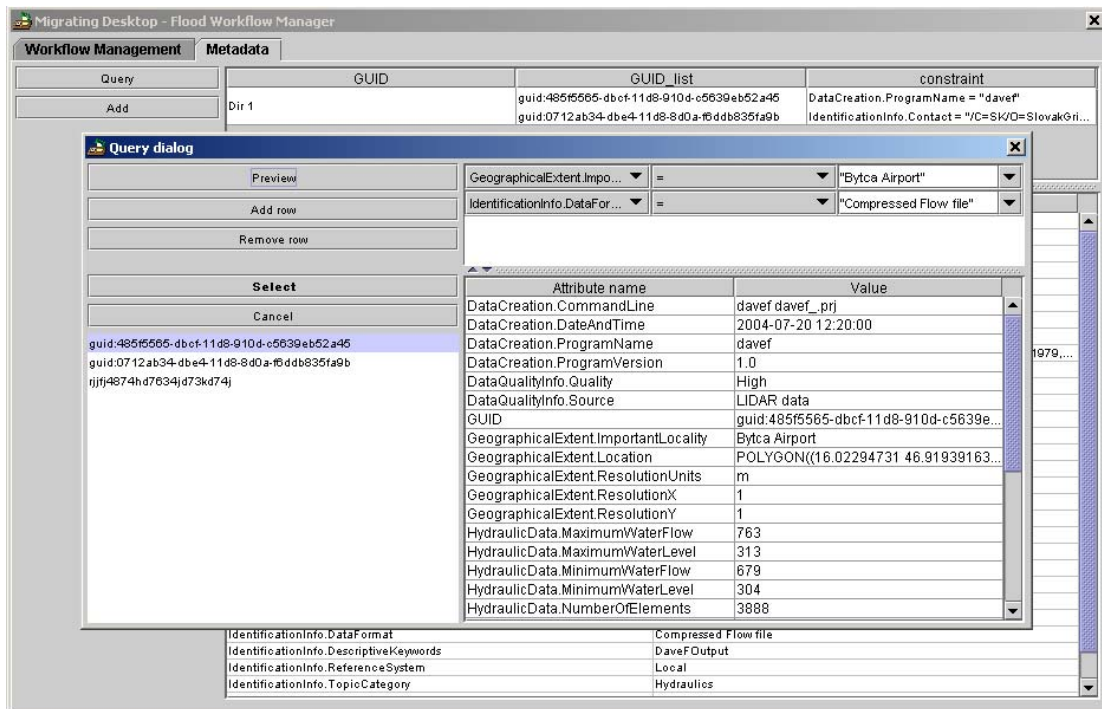 Migrating Desktop - Flood Workflow Manager
Workflow Management Metadata
Query GUID GUID_list constraint
Add Dir 1 guid:485f5565-dbcf-11d8-910d-c5639eb52a45 DataCreation.ProgramName = "davef"
guid:0712ab34-dbe4-11d8-8d0a-f6ddb835fa9b IdentificationInfo.Contact = "/C=SK/O=SlovakGri...
Query dialog
Preview GeographicalExtent.Impo... = "Bytca Airport"
Add row IdentificationInfo.DataFor... = "Compressed Flow file"
Remove row
Select
Cancel
guid:485f5565-dbcf-11d8-910d-c5639eb52a45
guid:0712ab34-dbe4-11d8-8d0a-f6ddb835fa9b
rjjfj4874hd7634jd73kd74j
Attribute name Value
DataCreation.CommandLine davef davef_.prj
DataCreation.DateAndTime 2004-07-20 12:20:00
DataCreation.ProgramName davef
DataCreation.ProgramVersion 1.0
DataQualityInfo.Quality High
DataQualityInfo.Source LIDAR data
GUID guid:485f5565-dbcf-11d8-910d-c5639e...
GeographicalExtent.ImportantLocality Bytca Airport
GeographicalExtent.Location POLYGON((16.02294731 46.91939163...
GeographicalExtent.ResolutionUnits m
GeographicalExtent.ResolutionX 1
GeographicalExtent.ResolutionY 1
HydraulicData.MaximumWaterFlow 763
HydraulicData.MaximumWaterLevel 313
HydraulicData.MinimumWaterFlow 679
HydraulicData.MinimumWaterLevel 304
HydraulicData.NumberOfElements 3888
1979,...
IdentificationInfo.DataFormat Compressed Flow file
IdentificationInfo.DescriptiveKeywords DaveFOutput
IdentificationInfo.ReferenceSystem Local
IdentificationInfo.TopicCategory Hydraulics